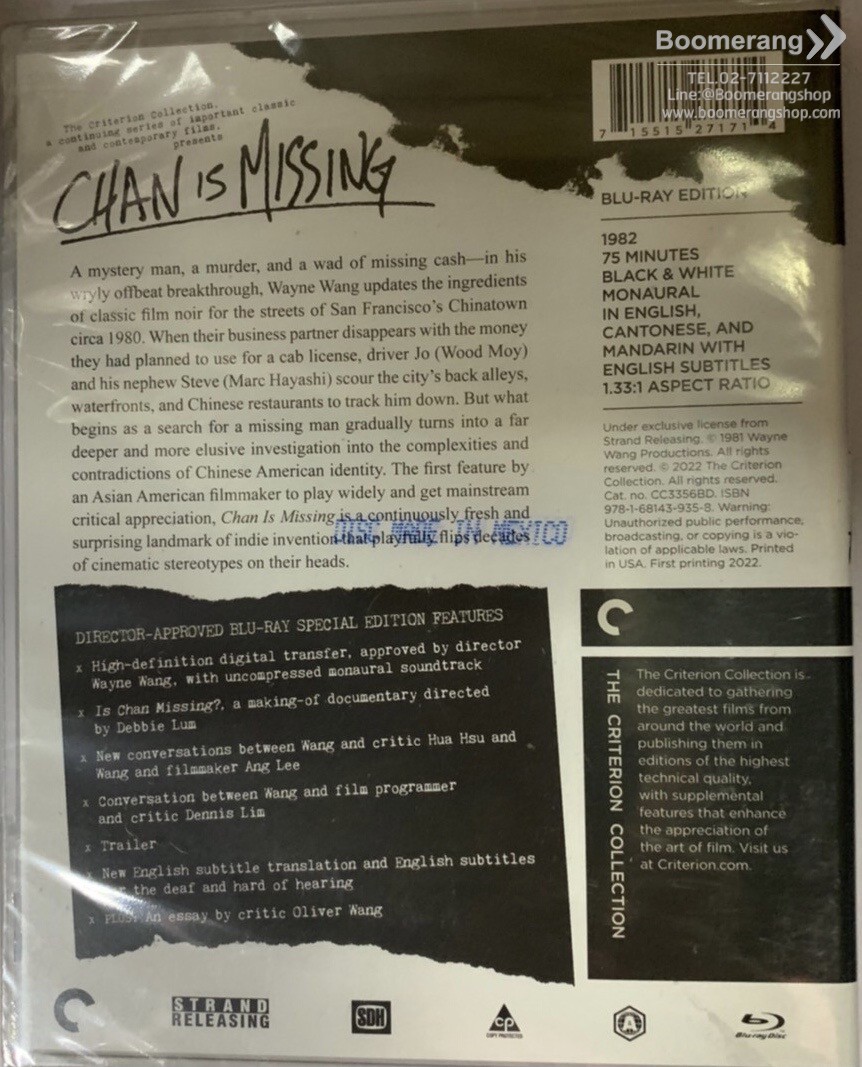 Boomerang
TEL.02-7112227
Line:@Boomerangshop
www.boomerangshop.com
7 15515 27171 4
The Criterion Collection,
a continuing series of important classic
and contemporary films,
presents
CHAN IS MISSING
A mystery man, a murder, and a wad of missing cash—in his
wryly offbeat breakthrough, Wayne Wang updates the ingredients
of classic film noir for the streets of San Francisco's Chinatown
circa 1980. When their business partner disappears with the money
they had planned to use for a cab license, driver Jo (Wood Moy)
and his nephew Steve (Marc Hayashi) scour the city's back alleys,
waterfronts, and Chinese restaurants to track him down. But what
begins as a search for a missing man gradually turns into a far
deeper and more elusive investigation into the complexities and
contradictions of Chinese American identity. The first feature by
an Asian American filmmaker to play widely and get mainstream
critical appreciation, Chan Is Missing is a continuously fresh and
surprising landmark of indie invention that playfully flips decades
of cinematic stereotypes on their heads.
DISC MADE IN MEXICO
BLU-RAY EDITION
1982
75 MINUTES
BLACK & WHITE
MONAURAL
IN ENGLISH,
CANTONESE, AND
MANDARIN WITH
ENGLISH SUBTITLES
1.33:1 ASPECT RATIO
Under exclusive license from
Strand Releasing. © 1981 Wayne
Wang Productions. All rights
reserved. © 2022 The Criterion
Collection. All rights reserved.
Cat. no. CC3356BD. ISBN
978-1-68143-935-8. Warning:
Unauthorized public performance,
broadcasting, or copying is a vio-
lation of applicable laws. Printed
in USA. First printing 2022.
DIRECTOR-APPROVED BLU-RAY SPECIAL EDITION FEATURES
x High-definition digital transfer, approved by director
Wayne Wang, with uncompressed monaural soundtrack
x Is Chan Missing?, a making-of documentary directed
by Debbie Lum
x New conversations between Wang and critic Hua Hsu and
Wang and filmmaker Ang Lee
x Conversation between Wang and film programmer
and critic Dennis Lim
x Trailer
x New English subtitle translation and English subtitles
for the deaf and hard of hearing
x PLUS: An essay by critic Oliver Wang
THE CRITERION COLLECTION
The Criterion Collection is
dedicated to gathering
the greatest films from
around the world and
publishing them in
editions of the highest
technical quality,
with supplemental
features that enhance
the appreciation of
the art of film. Visit us
at Criterion.com.
STRAND
RELEASING
SDH
CP
COPY PROTECTED
A
Blu-ray Disc